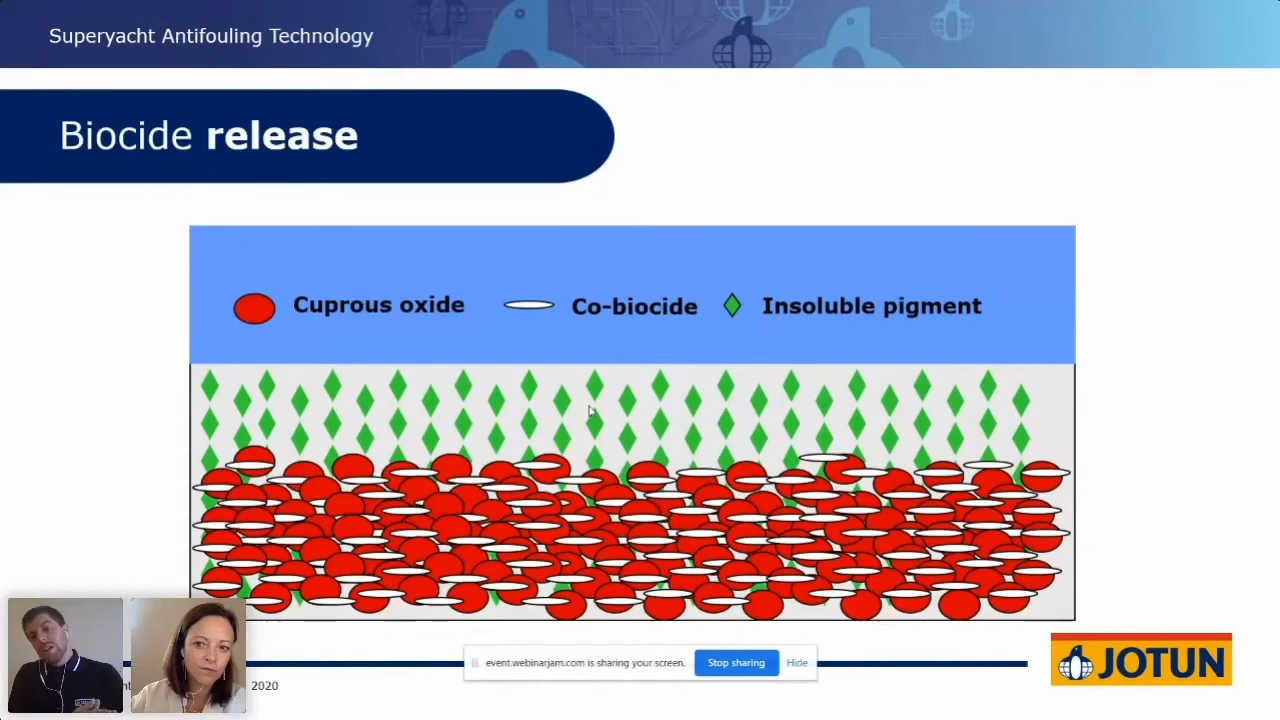 Superyacht Antifouling Technology
Biocide release
Cuprous oxide
Co-biocide
Insoluble pigment
event.webinarjam.com is sharing your screen.
Stop sharing
Hide
JOTUN
2020